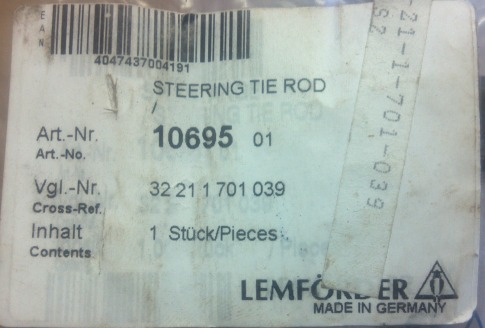 EAN
4047437004191
STEERING TIE ROD
/
Art.-Nr. 10695 01
Art.-No.
Vgl.-Nr. 32 21 1 701 039
Cross-Ref.
Inhalt 1 Stück/Pieces
Contents
LEMFÖRDER
MADE IN GERMANY
-21-1-701-039